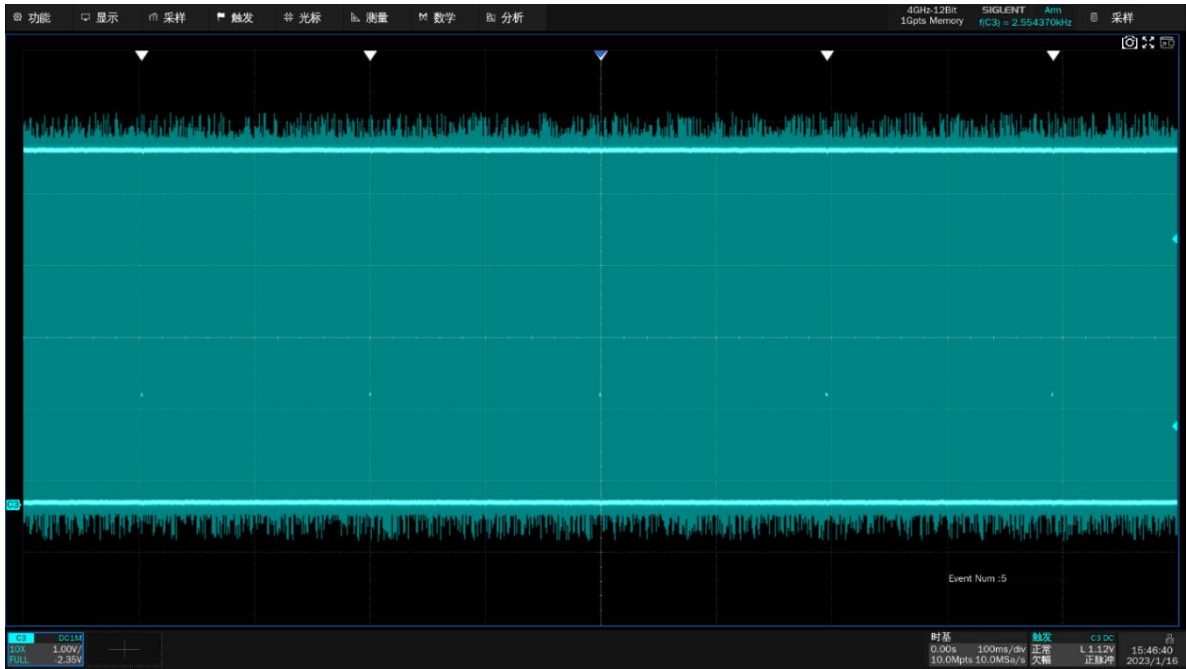 功能 显示 采样 触发 光标 测量 数学 分析 4GHz-12Bit SIGLENT Arm 采样
1Gpts Memory f(C3) = 2.554370kHz
C3
Event Num :5
C3 DC1M 时基 触发 C3 DC
10X 1.00V/ 0.00s 100ms/div 正常 L 1.12V 15:46:40
FULL -2.35V 10.0Mpts 10.0MSa/s 欠幅 正脉冲 2023/1/16